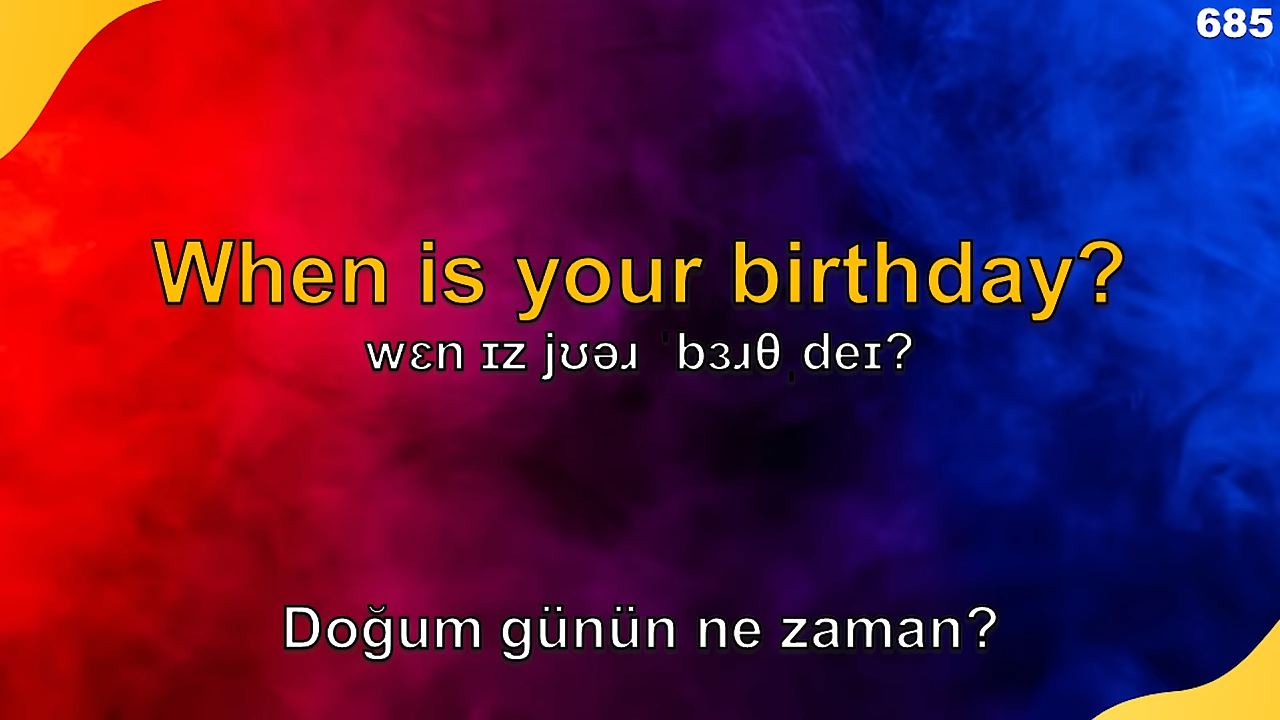 685
When is your birthday?
wɛn ɪz jʊəɹ ˈbɜɹθˌdeɪ?
Doğum günün ne zaman?